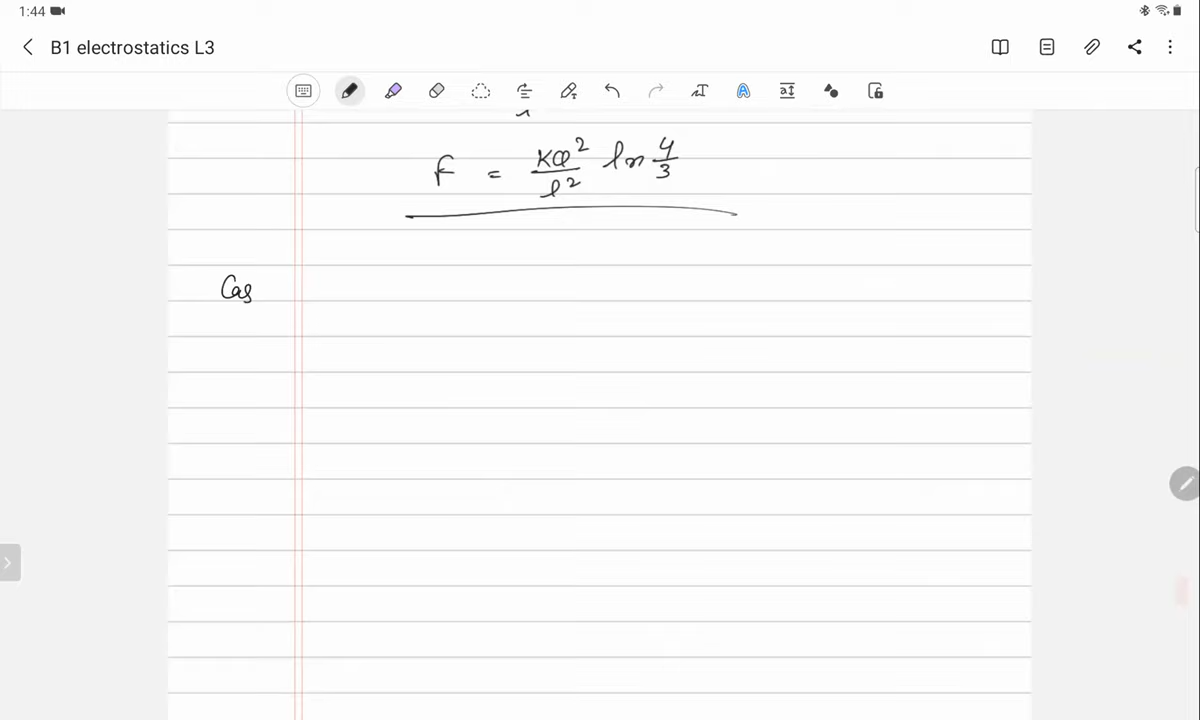 1:44
B1 electrostatics L3
F = KQ²/l² ln 4/3
Cas